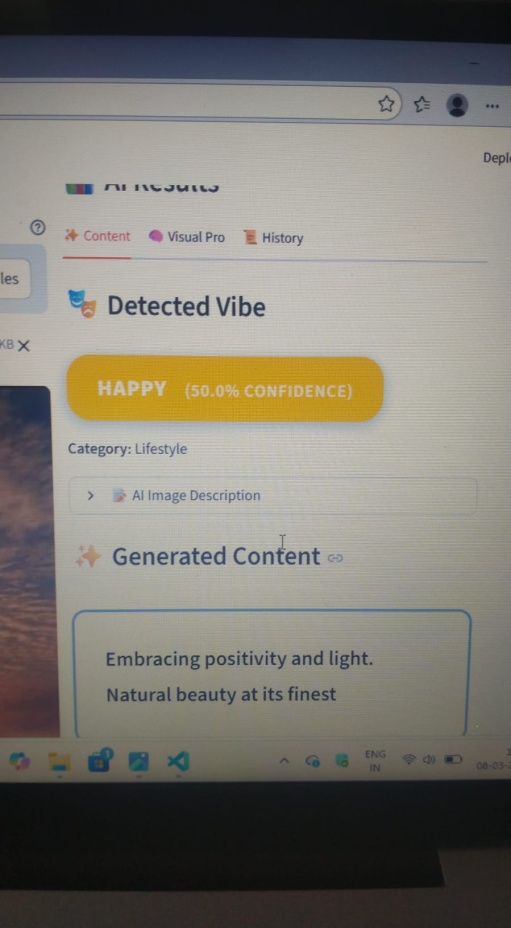 Depl
AI Results
les
Content
Visual Pro
History
KB
Detected Vibe
HAPPY (50.0% CONFIDENCE)
Category: Lifestyle
AI Image Description
Generated Content
Embracing positivity and light.
Natural beauty at its finest
ENG
IN
08-03-